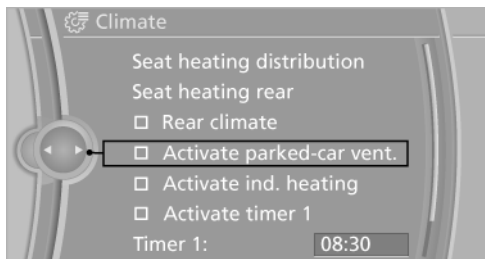 Climate
Seat heating distribution
Seat heating rear
Rear climate
Activate parked-car vent.
Activate ind. heating
Activate timer 1
Timer 1: 08:30